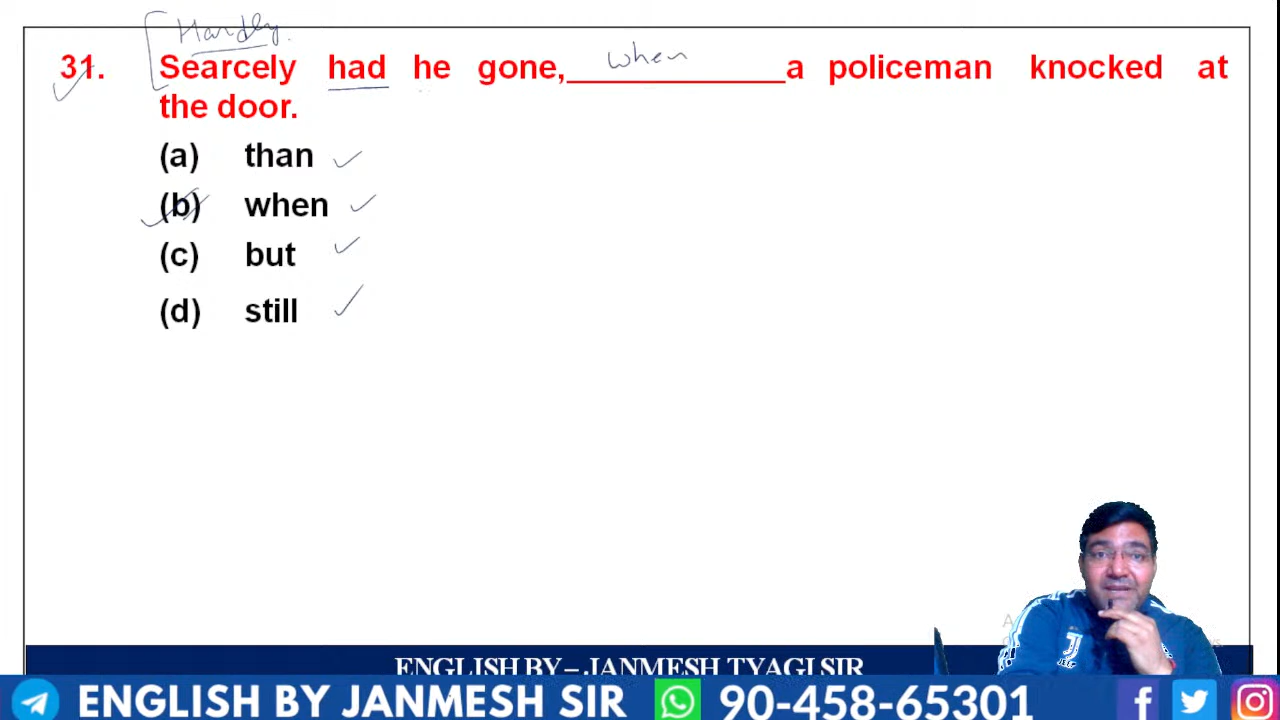 Hardly.
31. Searcely had he gone,____________a policeman knocked at
when
the door.
(a) than
(b) when
(c) but
(d) still
ENGLISH BY – JANMESH TYAGI SIR
ENGLISH BY JANMESH SIR 90-458-65301